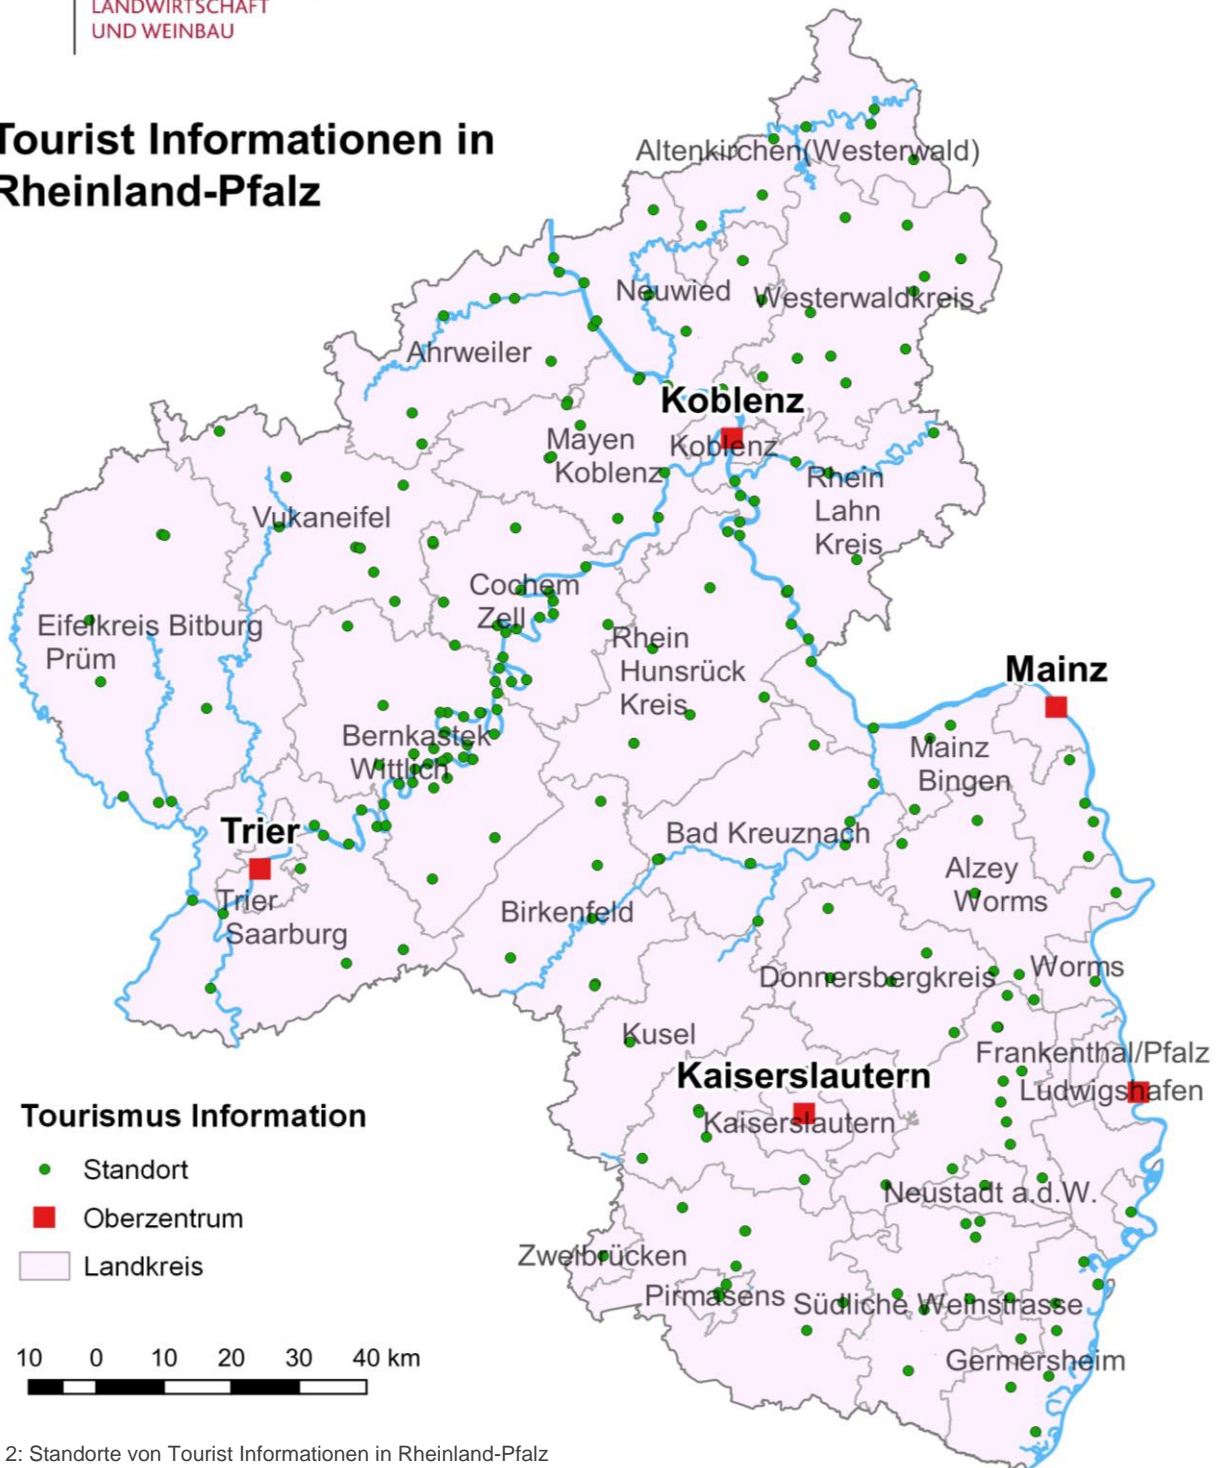 LANDWIRTSCHAFT
UND WEINBAU
Tourist Informationen in
Rheinland-Pfalz
Altenkirchen(Westerwald)
Neuwied
Westerwaldkreis
Ahrweiler
Koblenz
Mayen
Koblenz
Koblenz
Rhein
Lahn
Kreis
Vukaneifel
Cochem
Zell
Eifelkreis Bitburg
Prüm
Rhein
Hunsrück
Kreis
Mainz
Bernkastek
Wittlich
Mainz
Bingen
Trier
Bad Kreuznach
Alzey
Worms
Trier
Saarburg
Birkenfeld
Donnersbergkreis
Worms
Kusel
Frankenthal/Pfalz
Kaiserslautern
Ludwigshafen
Kaiserslautern
Tourismus Information
Standort
Oberzentrum
Landkreis
Neustadt a.d.W.
Zweibrücken
Pirmasens
Südliche Weinstrasse
Germersheim
10 0 10 20 30 40 km
2: Standorte von Tourist Informationen in Rheinland-Pfalz